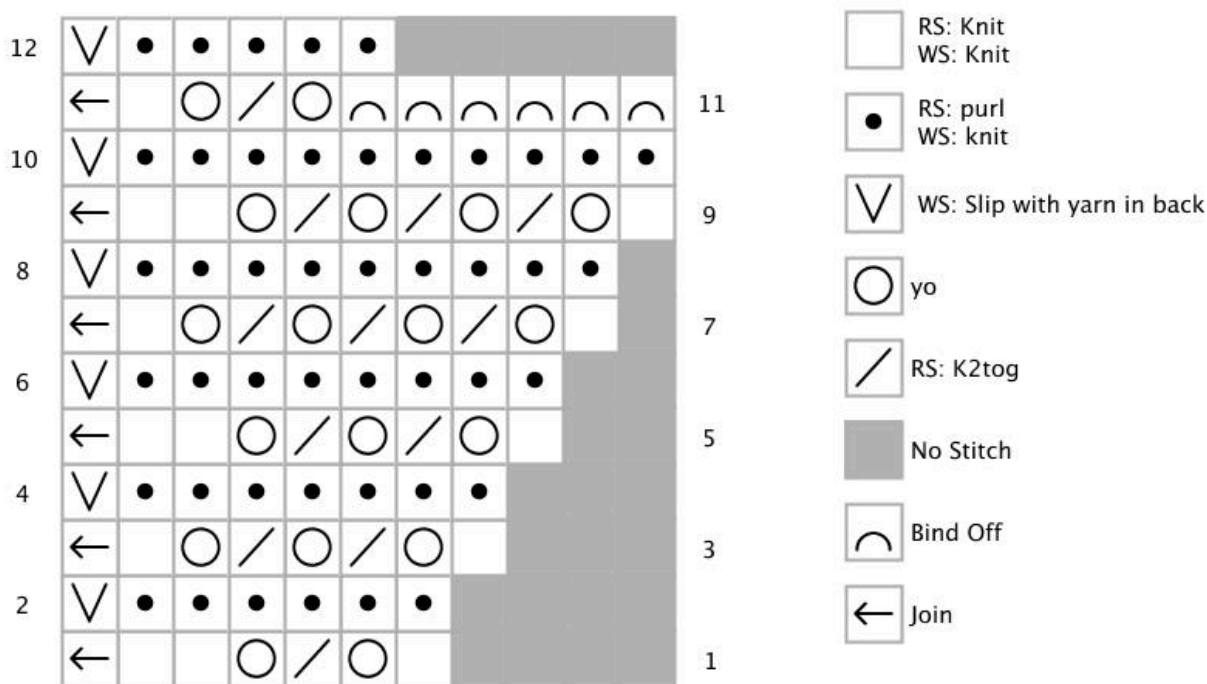 12
11
10
9
8
7
6
5
4
3
2
1
RS: Knit
WS: Knit
RS: purl
WS: knit
WS: Slip with yarn in back
yo
RS: K2tog
No Stitch
Bind Off
Join